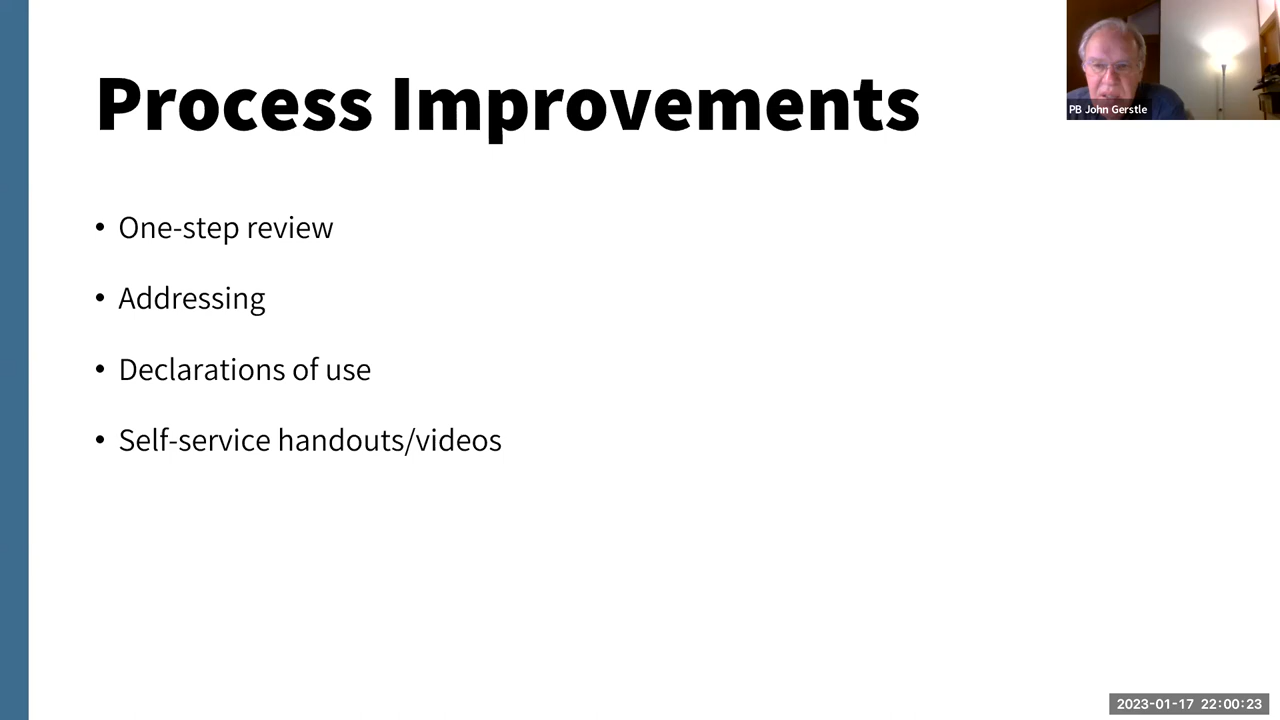 Process Improvements
PB John Gerstle
• One-step review
• Addressing
• Declarations of use
• Self-service handouts/videos
2023-01-17 22:00:23